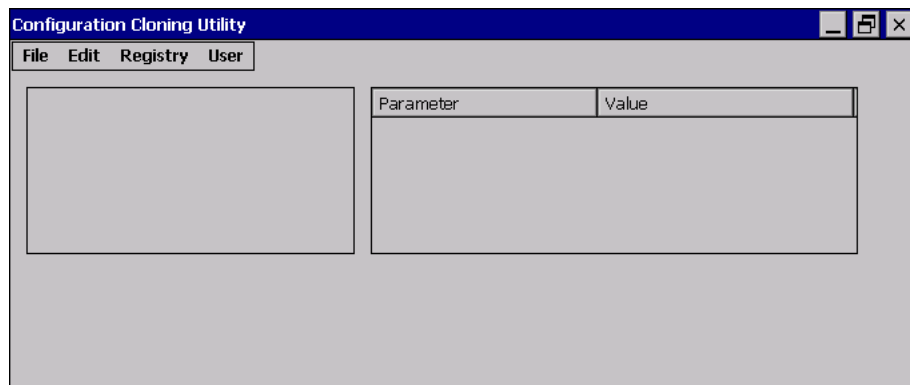 Configuration Cloning Utility
File Edit Registry User
Parameter Value